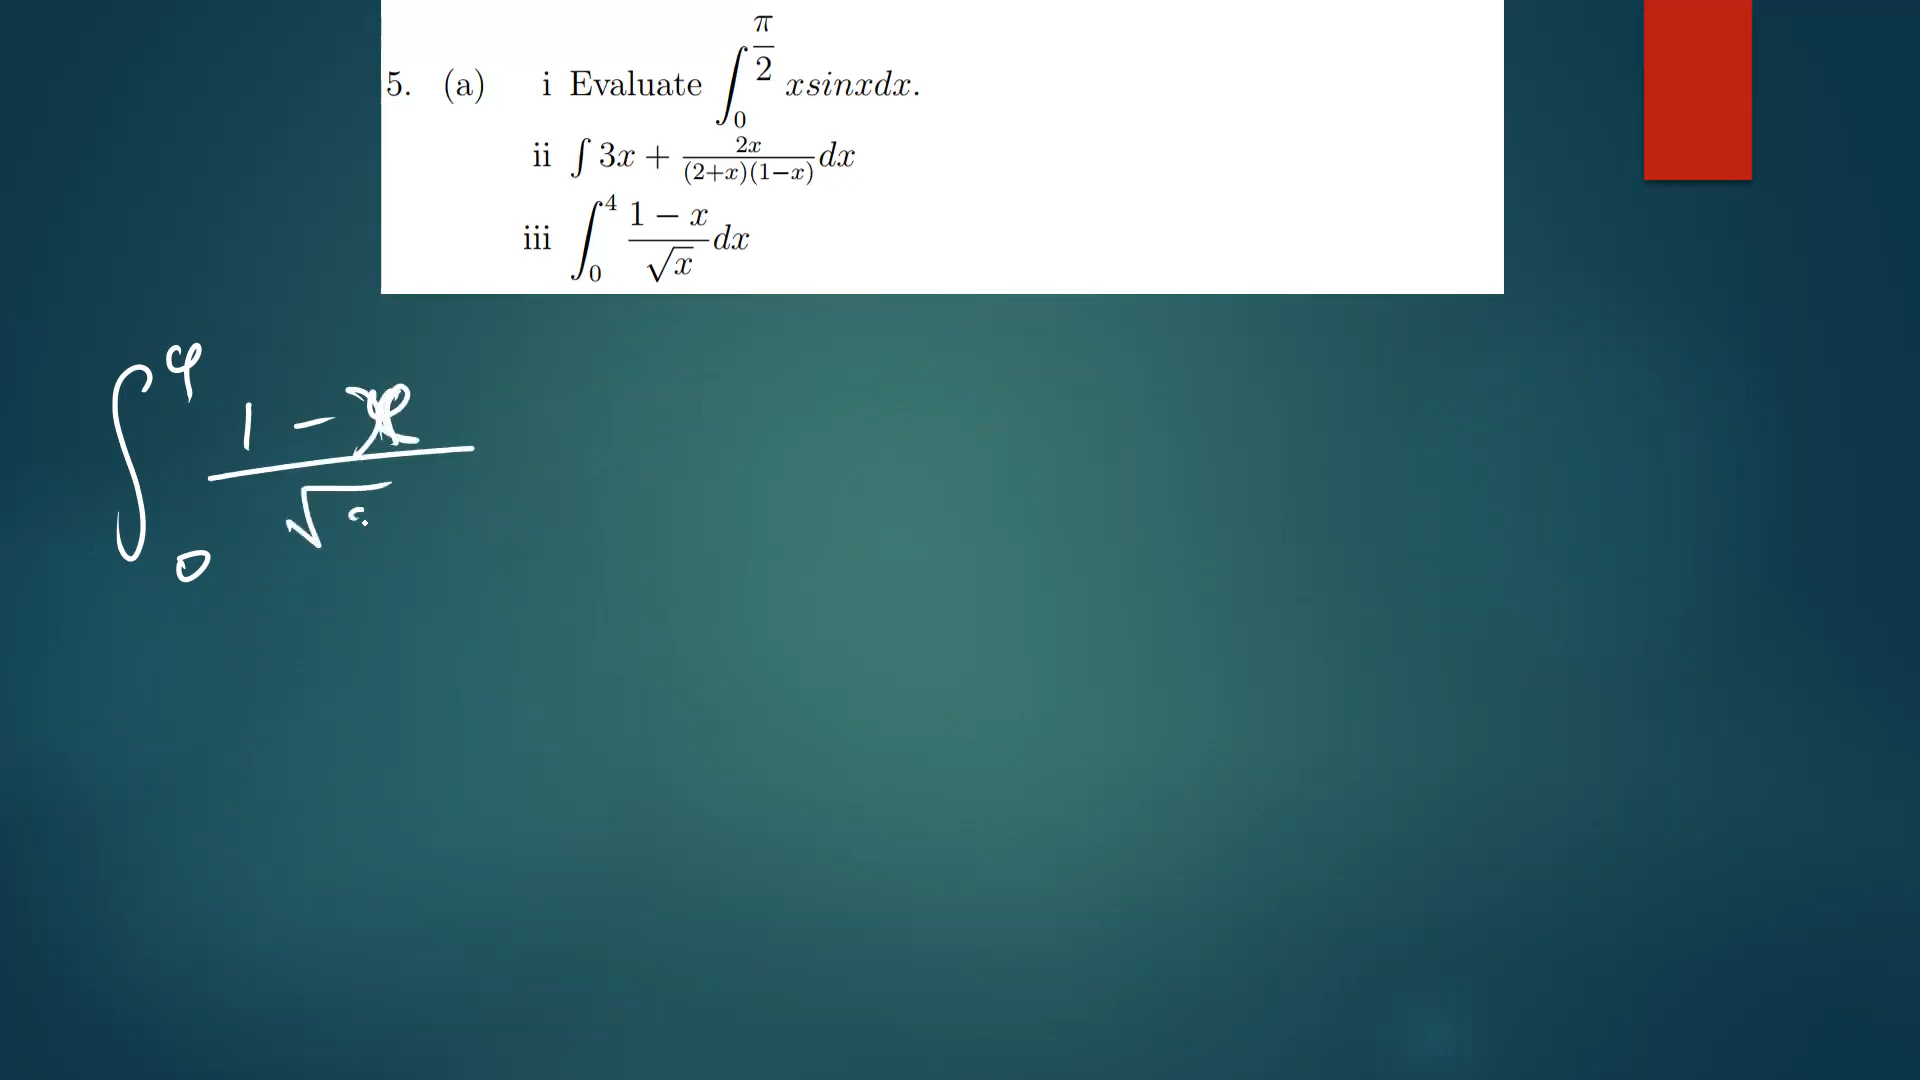 5. (a) i Evaluate ∫₀^{π/2} xsinxdx.
ii ∫ 3x + 2x/((2+x)(1−x)) dx
iii ∫₀⁴ (1 − x)/√x dx
∫₀⁴ (1 − x)/√